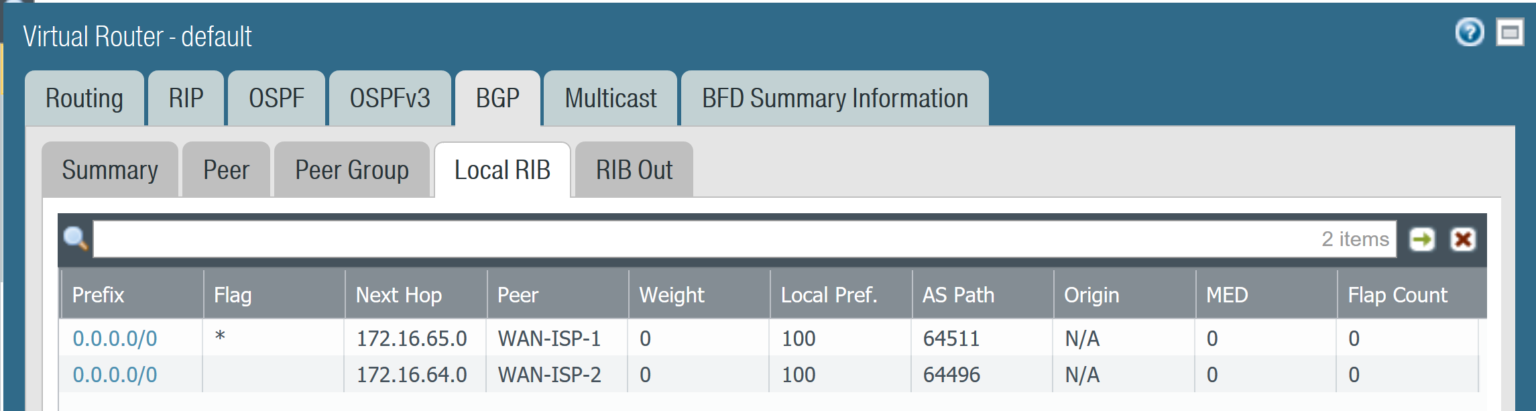 Virtual Router - default
Routing RIP OSPF OSPFv3 BGP Multicast BFD Summary Information
Summary Peer Peer Group Local RIB RIB Out
2 items
Prefix Flag Next Hop Peer Weight Local Pref. AS Path Origin MED Flap Count
0.0.0.0/0 * 172.16.65.0 WAN-ISP-1 0 100 64511 N/A 0 0
0.0.0.0/0 172.16.64.0 WAN-ISP-2 0 100 64496 N/A 0 0